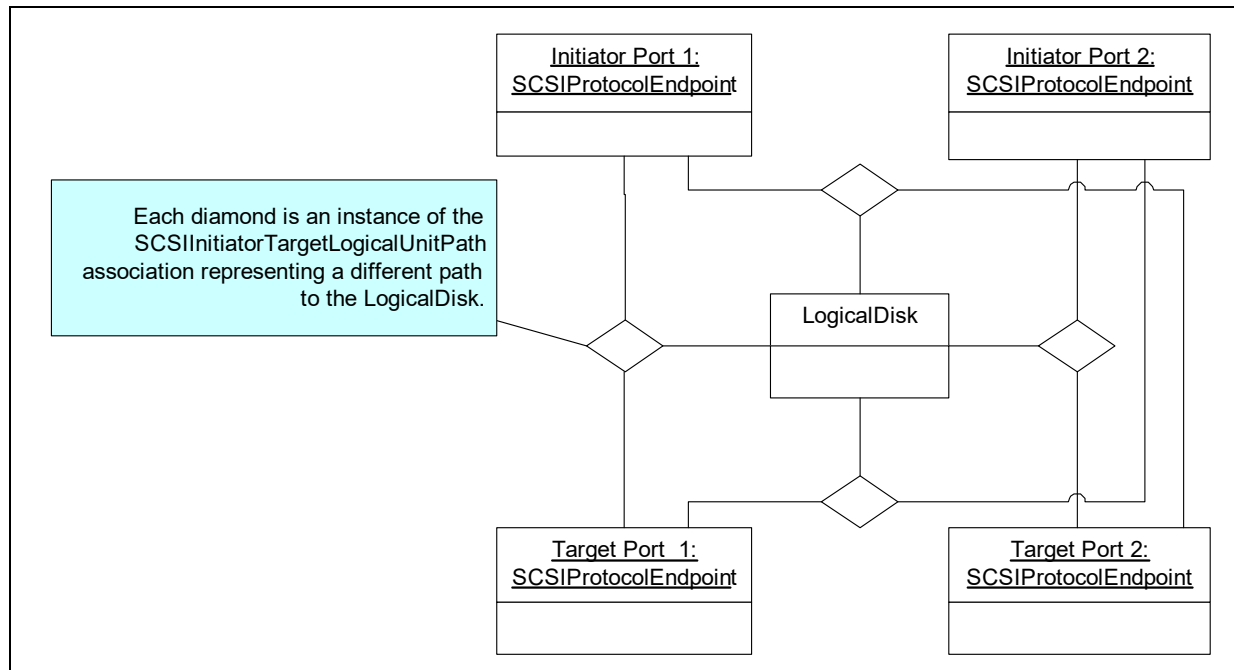 Initiator Port 1:
SCSIProtocolEndpoint
Initiator Port 2:
SCSIProtocolEndpoint
Each diamond is an instance of the
SCSIInitiatorTargetLogicalUnitPath
association representing a different path
to the LogicalDisk.
LogicalDisk
Target Port  1:
SCSIProtocolEndpoint
Target Port 2:
SCSIProtocolEndpoint